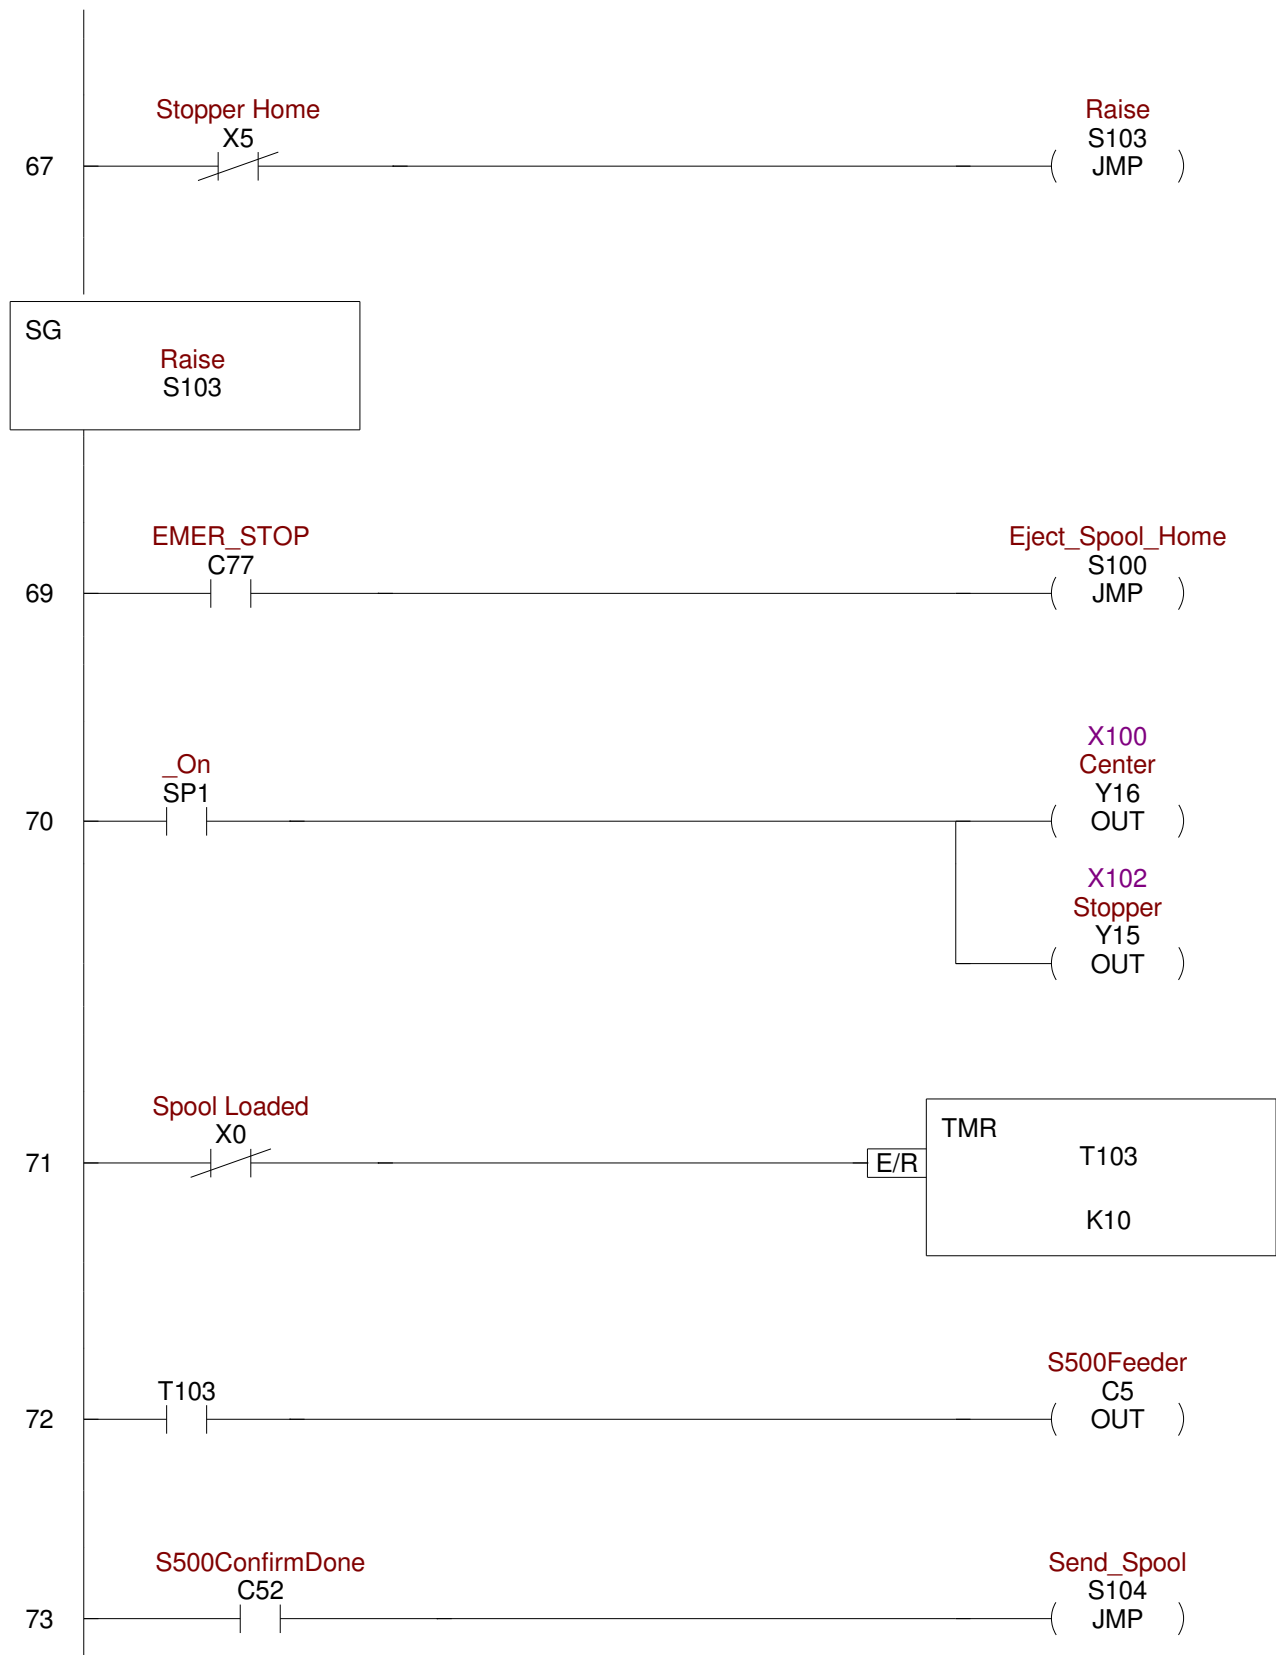 Stopper Home
X5
67
Raise
S103
JMP
SG
Raise
S103
EMER_STOP
C77
69
Eject_Spool_Home
S100
JMP
_On
SP1
70
X100
Center
Y16
OUT
X102
Stopper
Y15
OUT
Spool Loaded
X0
71
E/R
TMR
T103
K10
T103
72
S500Feeder
C5
OUT
S500ConfirmDone
C52
73
Send_Spool
S104
JMP